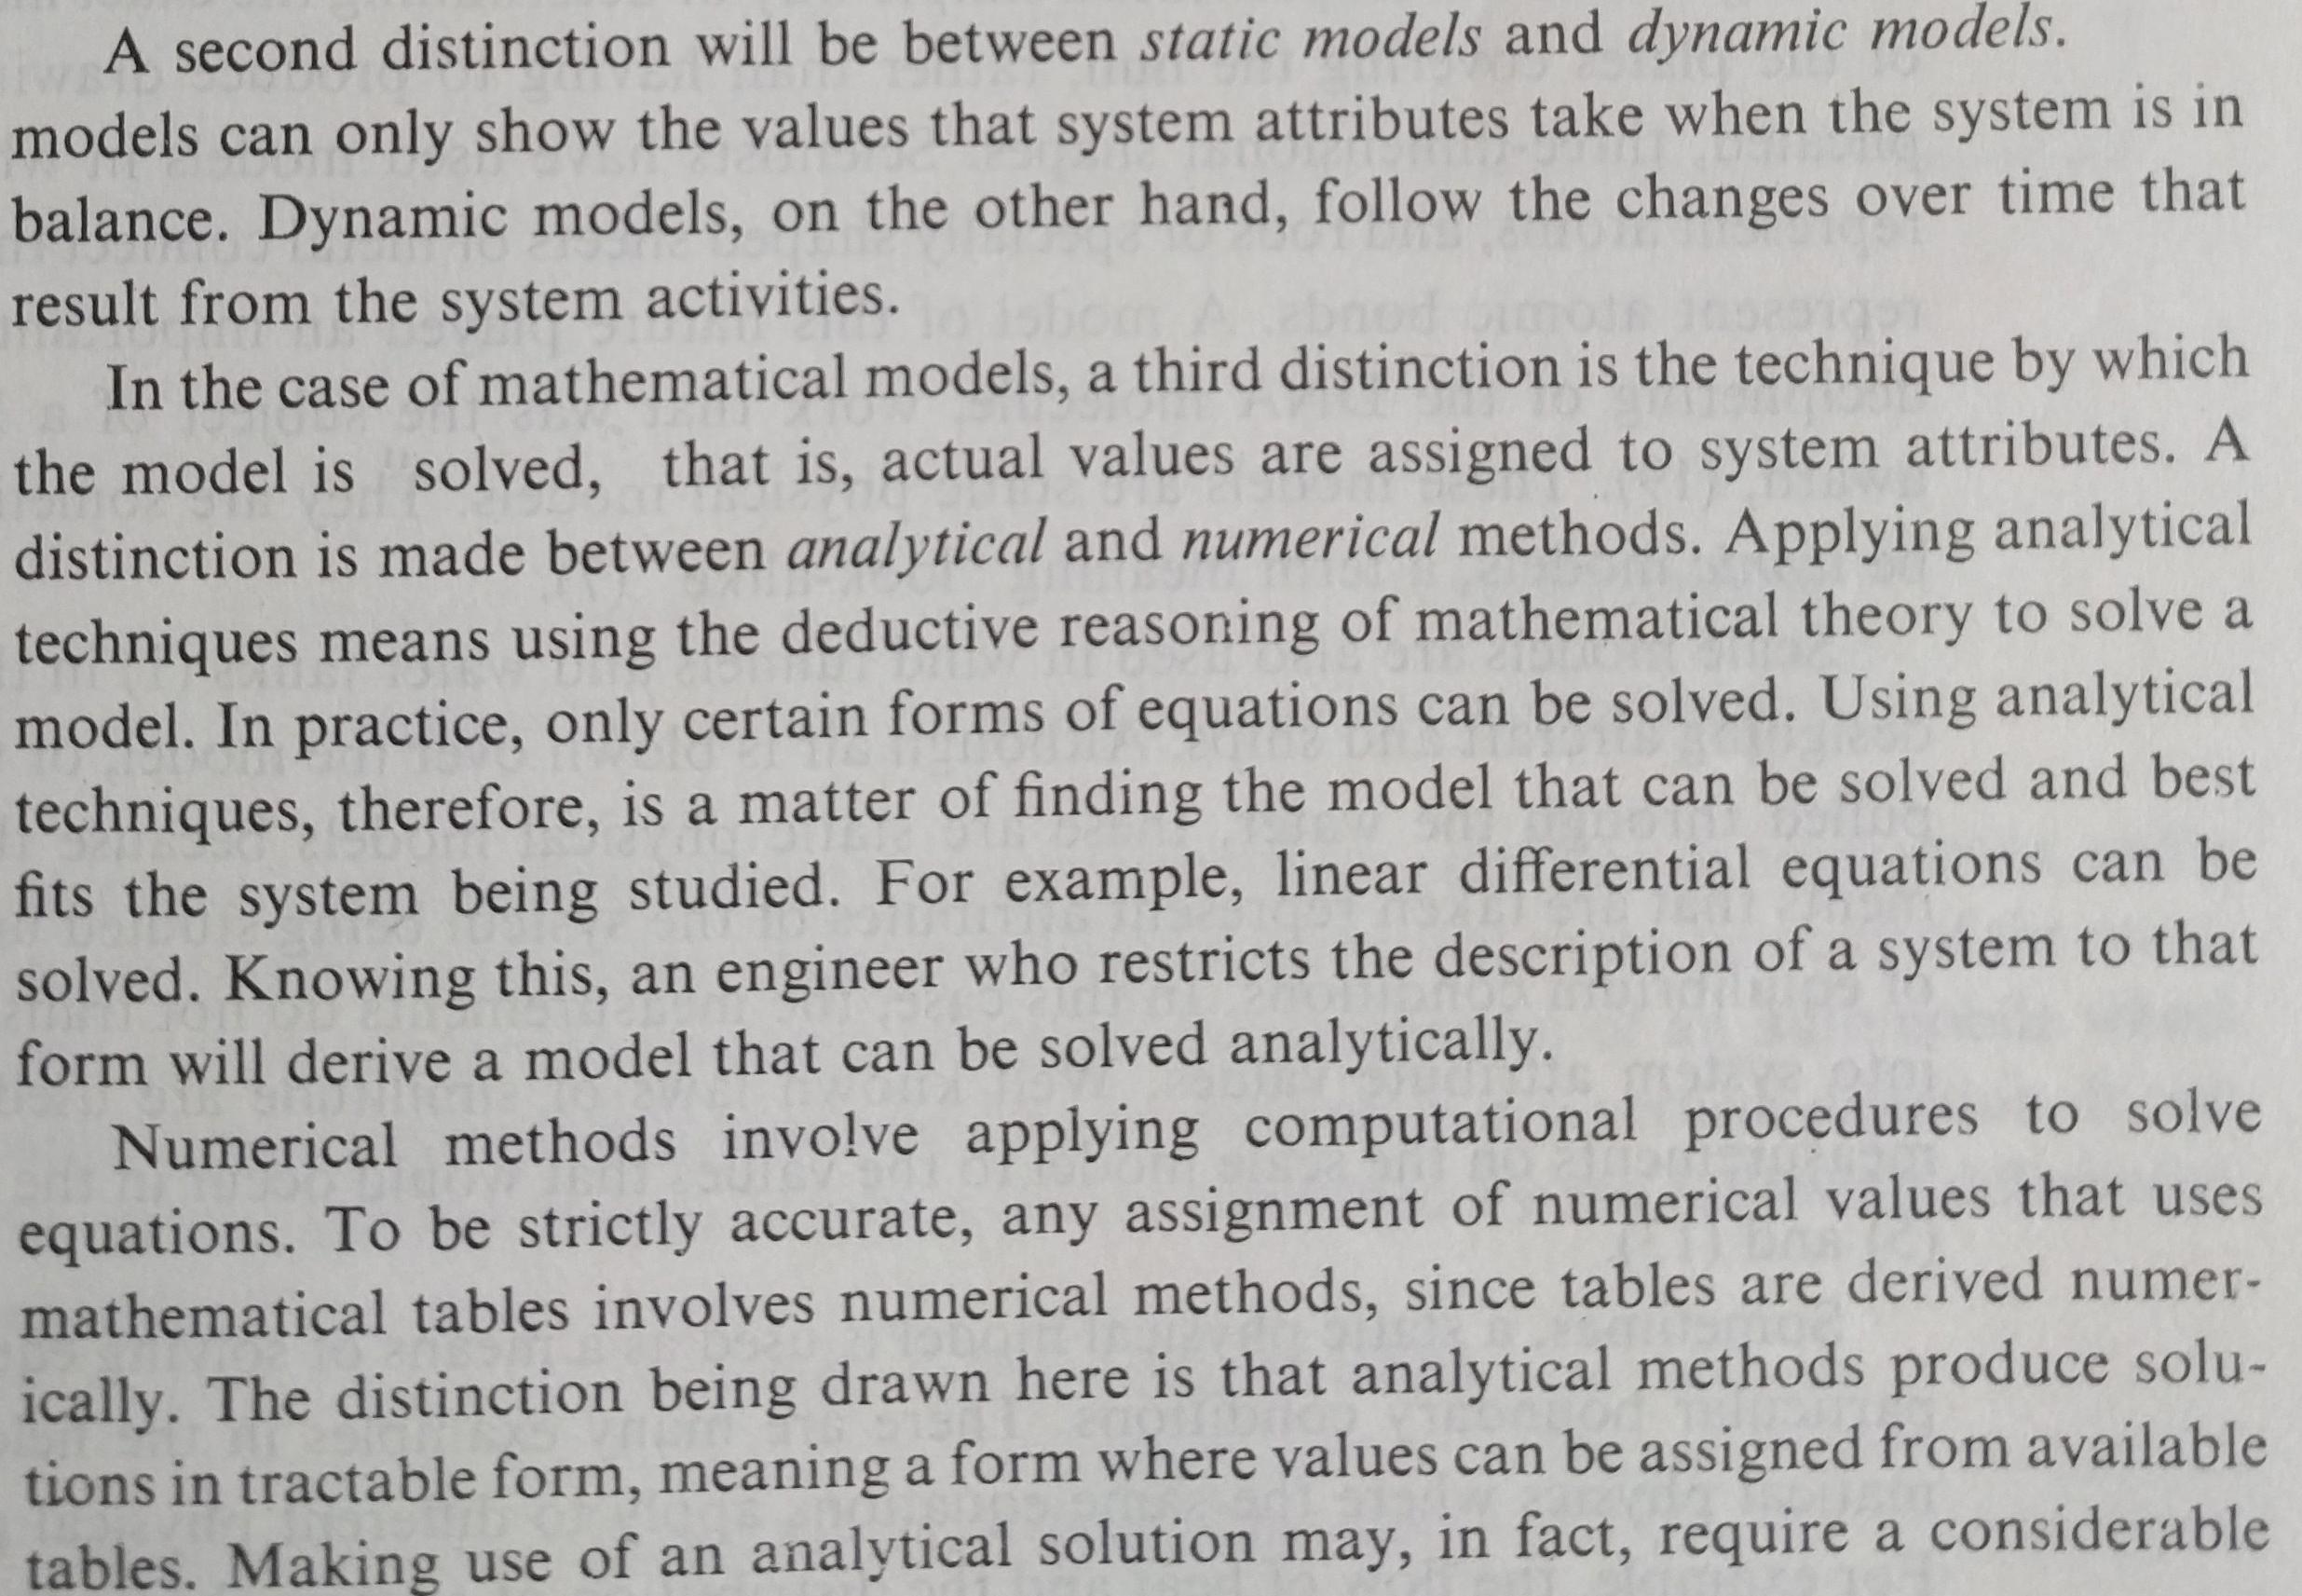 A second distinction will be between static models and dynamic models.
models can only show the values that system attributes take when the system is in
balance. Dynamic models, on the other hand, follow the changes over time that
result from the system activities.
In the case of mathematical models, a third distinction is the technique by which
the model is solved, that is, actual values are assigned to system attributes. A
distinction is made between analytical and numerical methods. Applying analytical
techniques means using the deductive reasoning of mathematical theory to solve a
model. In practice, only certain forms of equations can be solved. Using analytical
techniques, therefore, is a matter of finding the model that can be solved and best
fits the system being studied. For example, linear differential equations can be
solved. Knowing this, an engineer who restricts the description of a system to that
form will derive a model that can be solved analytically.
Numerical methods involve applying computational procedures to solve
equations. To be strictly accurate, any assignment of numerical values that uses
mathematical tables involves numerical methods, since tables are derived numer-
ically. The distinction being drawn here is that analytical methods produce solu-
tions in tractable form, meaning a form where values can be assigned from available
tables. Making use of an analytical solution may, in fact, require a considerable